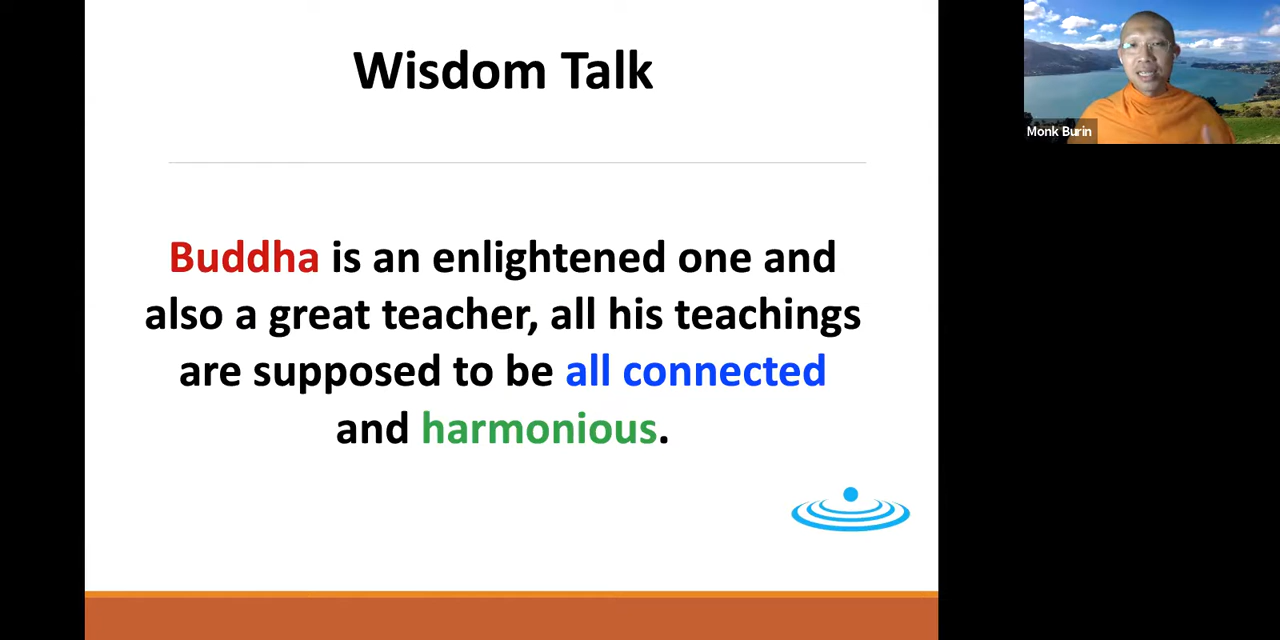 Wisdom Talk
Monk Burin
Buddha is an enlightened one and
also a great teacher, all his teachings
are supposed to be all connected
and harmonious.